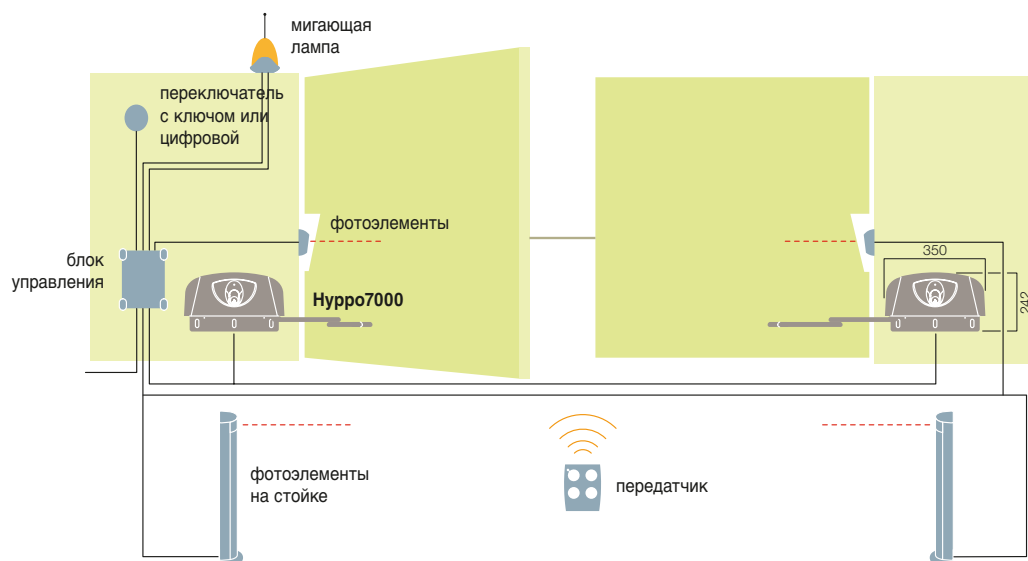 мигающая
лампа
переключатель
с ключом или
цифровой
фотоэлементы
блок
управления
Hyppo7000
350
242
фотоэлементы
на стойке
передатчик